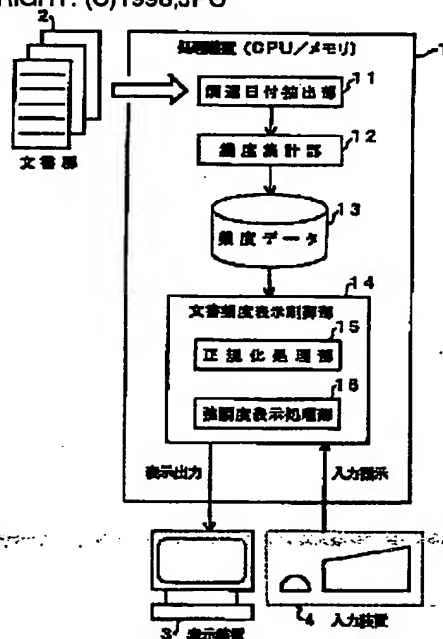 RIGHT: (C)1998,JPO
2
処理装置 (CPU/メモリ)
1
11
関連日付抽出部
文書群
12
頻度集計部
13
頻度データ
14
文書頻度表示制御部
15
正規化処理部
16
強調度表示処理部
表示出力
入力指示
3 表示装置
4 入力装置